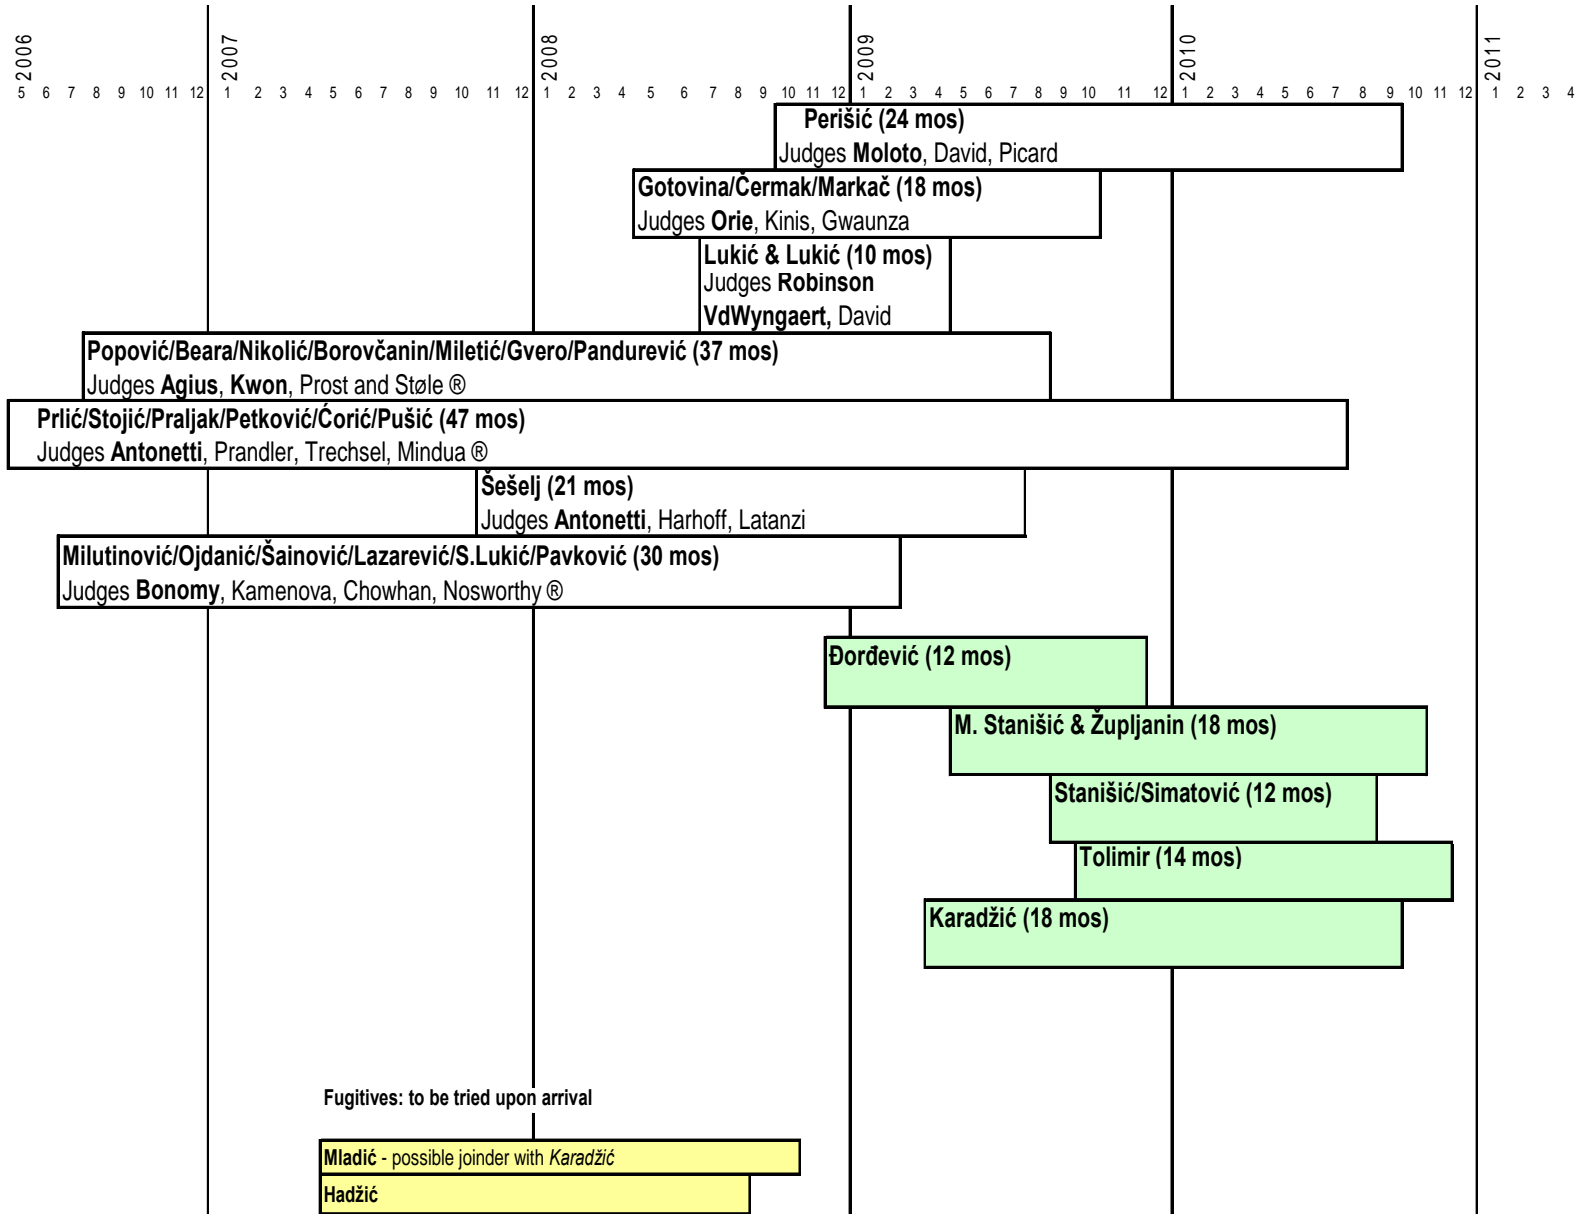 2006 2007 2008 2009 2010 2011
5 6 7 8 9 10 11 12 1 2 3 4 5 6 7 8 9 10 11 12 1 2 3 4 5 6 7 8 9 10 11 12 1 2 3 4 5 6 7 8 9 10 11 12 1 2 3 4 5 6 7 8 9 10 11 12 1 2 3 4
Perišić (24 mos)
Judges Moloto, David, Picard
Gotovina/Čermak/Markač (18 mos)
Judges Orie, Kinis, Gwaunza
Lukić & Lukić (10 mos)
Judges Robinson
VdWyngaert, David
Popović/Beara/Nikolić/Borovčanin/Miletić/Gvero/Pandurević (37 mos)
Judges Agius, Kwon, Prost and Støle ®
Prlić/Stojić/Praljak/Petković/Ćorić/Pušić (47 mos)
Judges Antonetti, Prandler, Trechsel, Mindua ®
Šešelj (21 mos)
Judges Antonetti, Harhoff, Latanzi
Milutinović/Ojdanić/Šainović/Lazarević/S.Lukić/Pavković (30 mos)
Judges Bonomy, Kamenova, Chowhan, Nosworthy ®
Đorđević (12 mos)
M. Stanišić & Župljanin (18 mos)
Stanišić/Simatović (12 mos)
Tolimir (14 mos)
Karadžić (18 mos)
Fugitives: to be tried upon arrival
Mladić - possible joinder with Karadžić
Hadžić